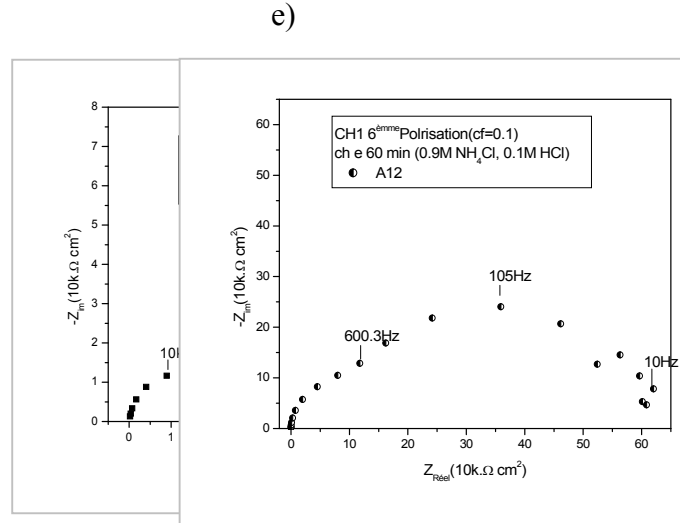 e)
8
7
6
5
4
3
2
1
0
-Z_im(10k.Ω cm²)
0 1
60
50
40
30
20
10
0
-Z_im(10k.Ω cm²)
CH1 6^èmme Polrisation(cf=0.1)
ch e 60 min (0.9M NH₄Cl, 0.1M HCl)
A12
105Hz
600.3Hz
10Hz
0 10 20 30 40 50 60
Z_Réel(10k.Ω cm²)